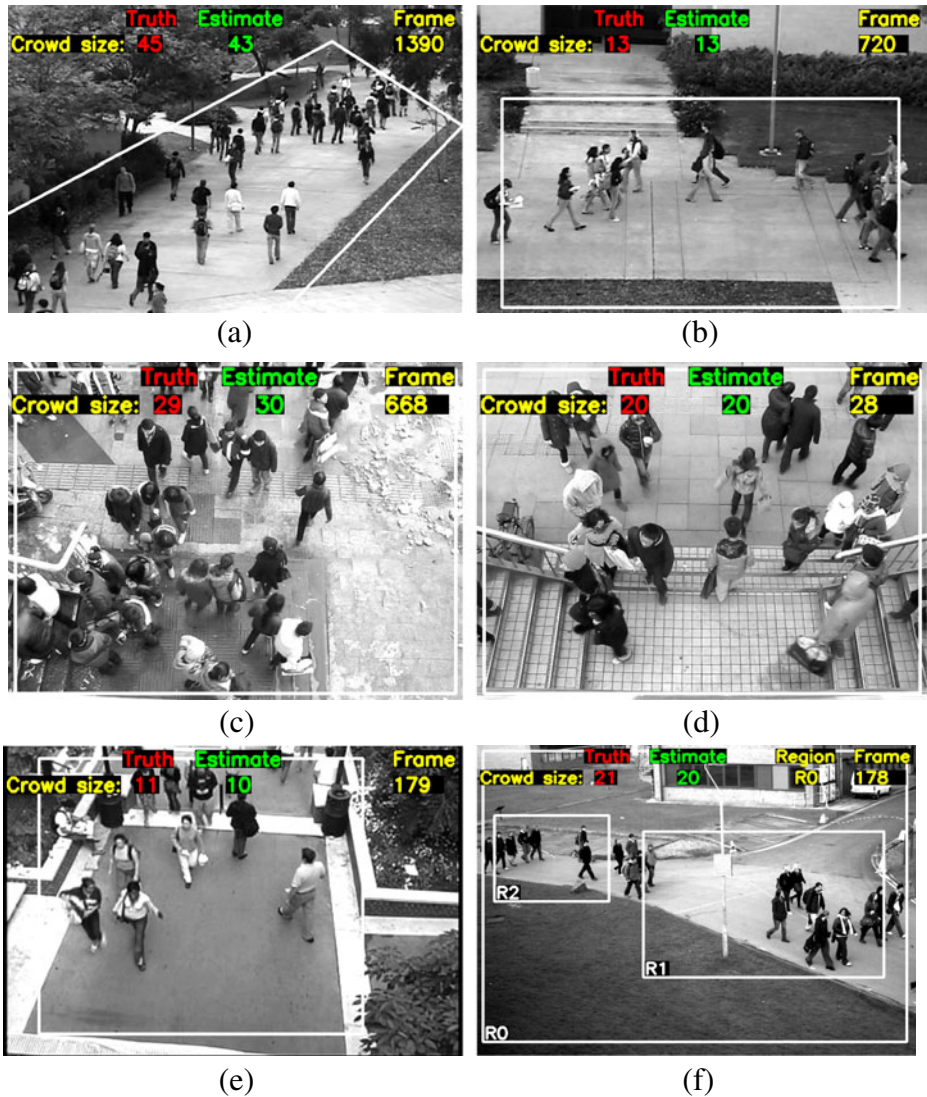 Truth Estimate Frame
Crowd size: 45 43 1390
(a)
Truth Estimate Frame
Crowd size: 13 13 720
(b)
Truth Estimate Frame
Crowd size: 29 30 668
(c)
Truth Estimate Frame
Crowd size: 20 20 28
(d)
Truth Estimate Frame
Crowd size: 11 10 179
(e)
Truth Estimate Region Frame
Crowd size: 21 20 R0 178
R2
R1
R0
(f)